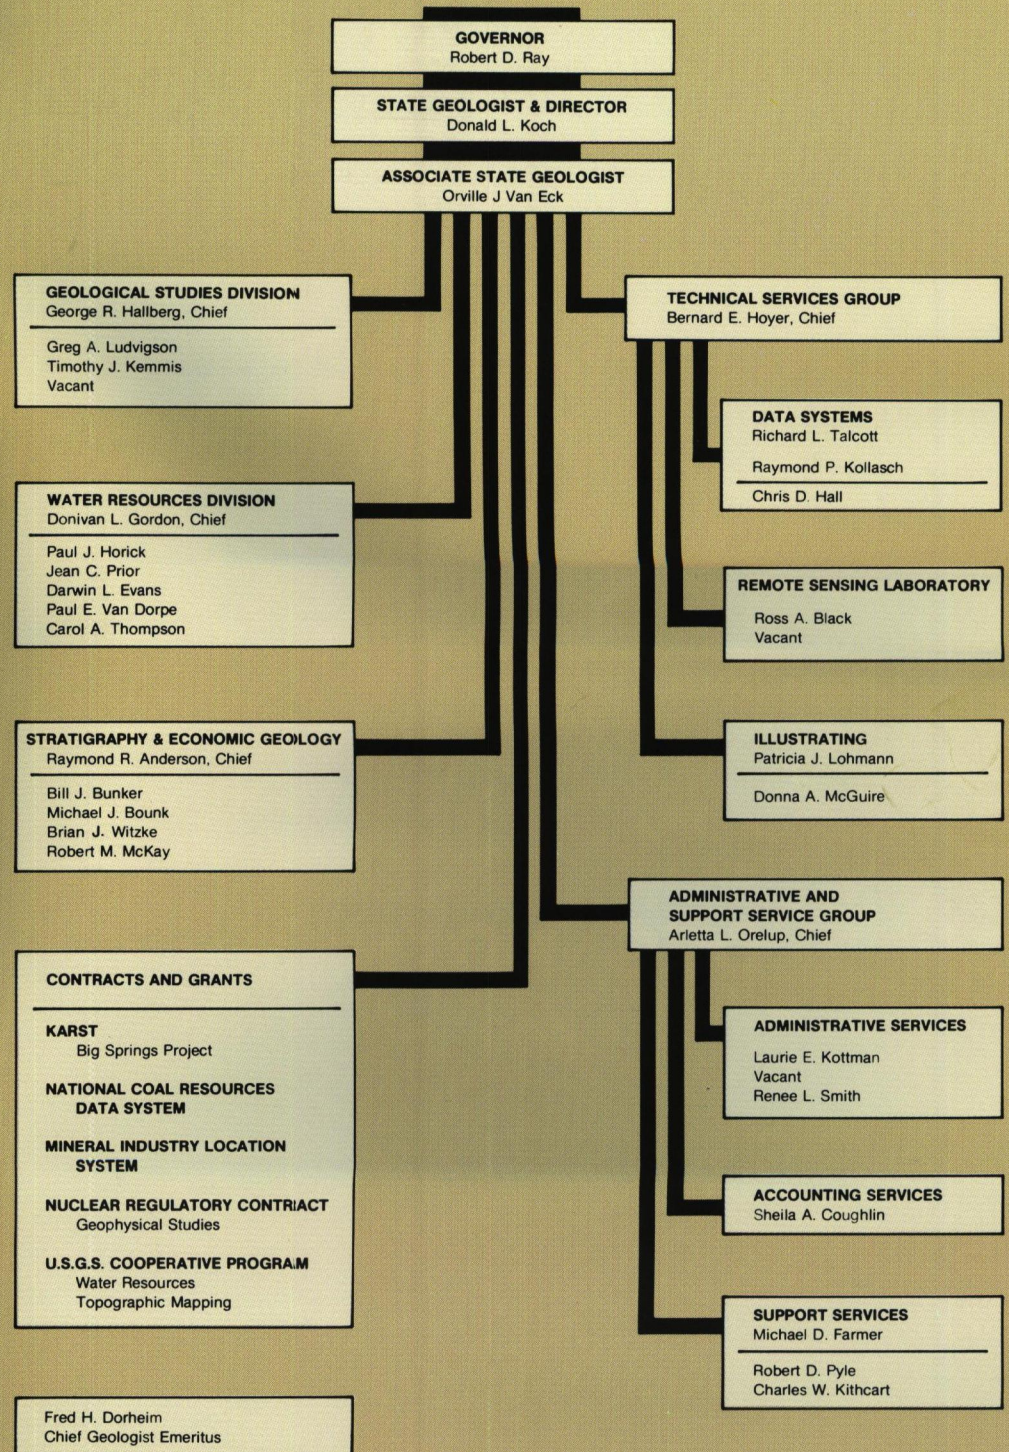 GOVERNOR
Robert D. Ray
STATE GEOLOGIST & DIRECTOR
Donald L. Koch
ASSOCIATE STATE GEOLOGIST
Orville J Van Eck
GEOLOGICAL STUDIES DIVISION
George R. Hallberg, Chief
Greg A. Ludvigson
Timothy J. Kemmis
Vacant
WATER RESOURCES DIVISION
Donivan L. Gordon, Chief
Paul J. Horick
Jean C. Prior
Darwin L. Evans
Paul E. Van Dorpe
Carol A. Thompson
STRATIGRAPHY & ECONOMIC GEOLOGY
Raymond R. Anderson, Chief
Bill J. Bunker
Michael J. Bounk
Brian J. Witzke
Robert M. McKay
CONTRACTS AND GRANTS
KARST
Big Springs Project
NATIONAL COAL RESOURCES
DATA SYSTEM
MINERAL INDUSTRY LOCATION
SYSTEM
NUCLEAR REGULATORY CONTRACT
Geophysical Studies
U.S.G.S. COOPERATIVE PROGRAM
Water Resources
Topographic Mapping
Fred H. Dorheim
Chief Geologist Emeritus
TECHNICAL SERVICES GROUP
Bernard E. Hoyer, Chief
DATA SYSTEMS
Richard L. Talcott
Raymond P. Kollasch
Chris D. Hall
REMOTE SENSING LABORATORY
Ross A. Black
Vacant
ILLUSTRATING
Patricia J. Lohmann
Donna A. McGuire
ADMINISTRATIVE AND
SUPPORT SERVICE GROUP
Arletta L. Orelup, Chief
ADMINISTRATIVE SERVICES
Laurie E. Kottman
Vacant
Renee L. Smith
ACCOUNTING SERVICES
Sheila A. Coughlin
SUPPORT SERVICES
Michael D. Farmer
Robert D. Pyle
Charles W. Kithcart